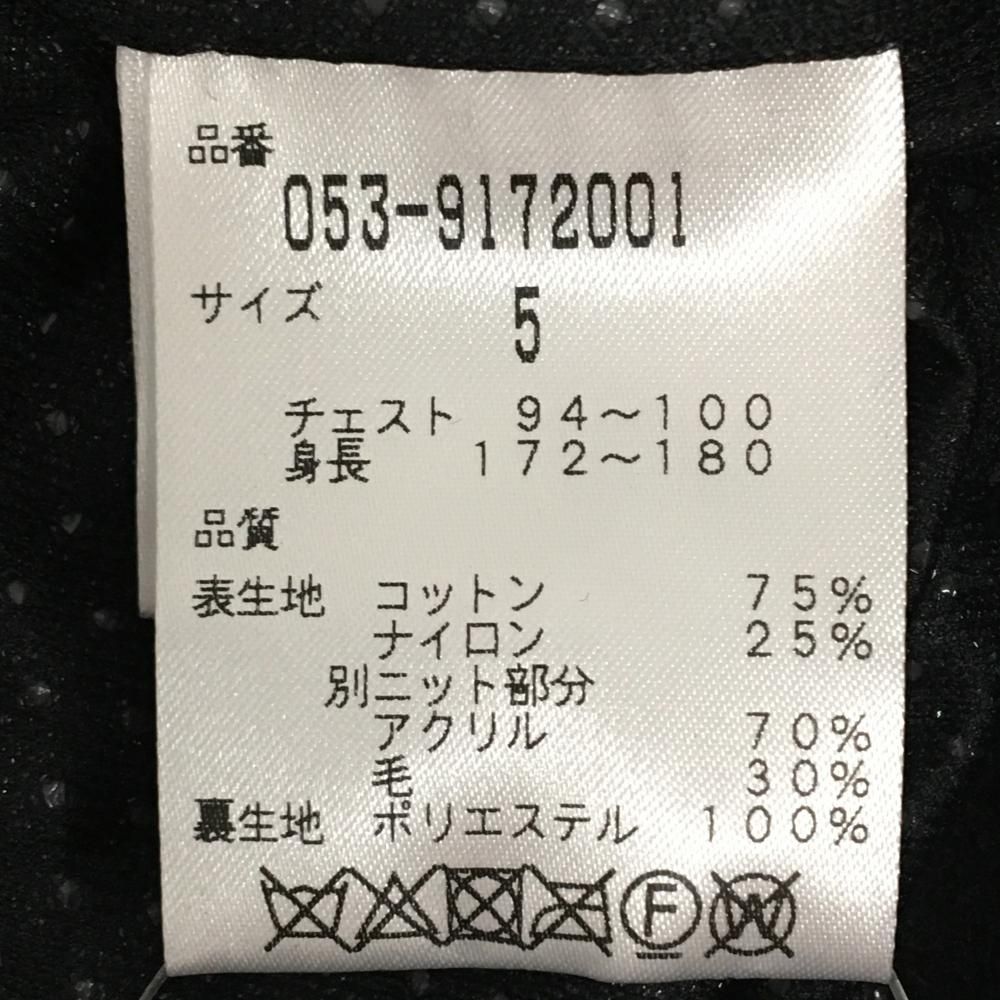 品番
053-9172001
サイズ 5
チェスト 94～100
身長 172～180
品質
表生地 コットン 75%
ナイロン 25%
別ニット部分
アクリル 70%
毛 30%
裏生地 ポリエステル 100%
F W